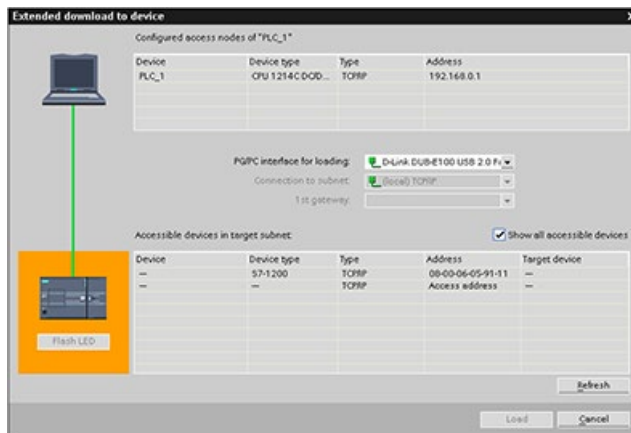 Extended download to device
Configured access nodes of "PLC_1"
Device Device type Type Address
PLC_1 CPU 1214C DC/D... TCP/IP 192.168.0.1
PG/PC interface for loading: D-Link DUB-E100 USB 2.0 Fa
Connection to subnet: (local) TCP/IP
1st gateway:
Accessible devices in target subnet: Show all accessible devices
Device Device type Type Address Target device
— S7-1200 TCP/IP 08-00-06-05-91-11 —
— — TCP/IP Access address —
Flash LED
Refresh
Load Cancel